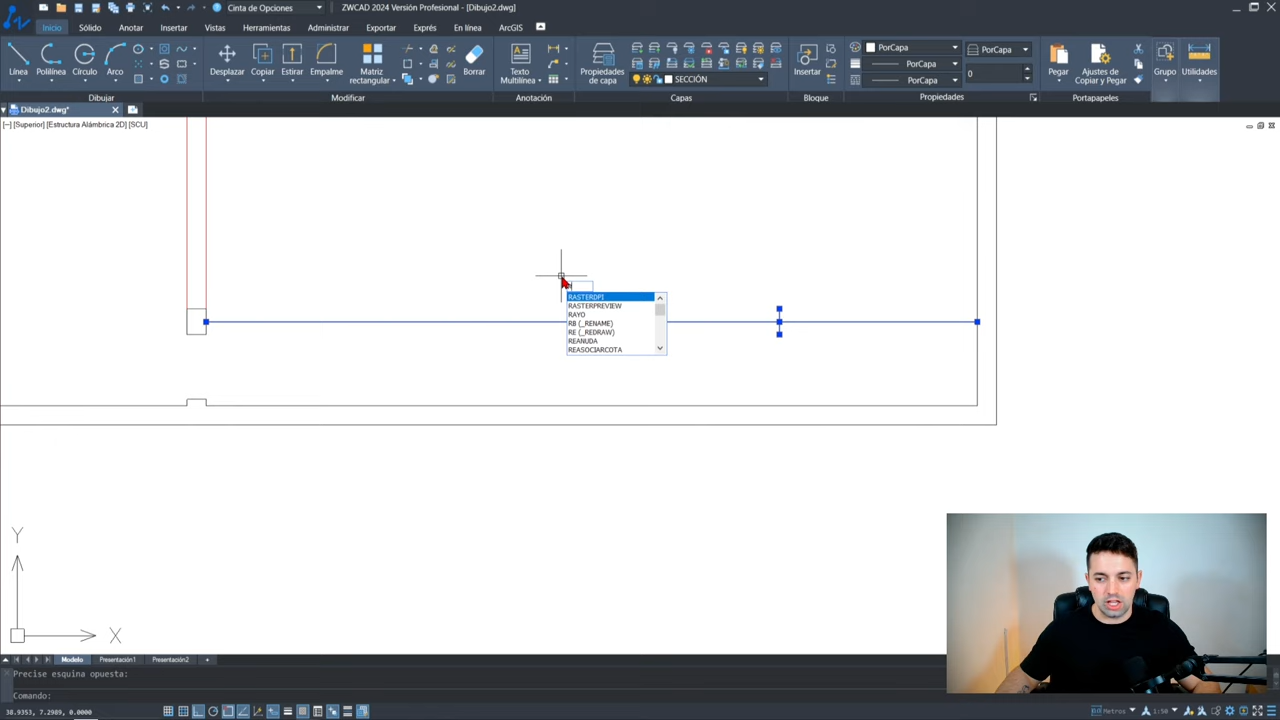 Cinta de Opciones
ZWCAD 2024 Versión Profesional - [Dibujo2.dwg]
Inicio Sólido Anotar Insertar Vistas Herramientas Administrar Exportar Exprés En línea ArcGIS
Línea Polilínea Círculo Arco
Desplazar Copiar Estirar Empalme Matriz rectangular Borrar
Texto Multilínea
Propiedades de capa
SECCIÓN
Insertar
PorCapa
PorCapa
PorCapa
PorCapa
0
Pegar
Ajustes de Copiar y Pegar
Grupo
Utilidades
Dibujar Modificar Anotación Capas Bloque Propiedades Portapapeles
Dibujo2.dwg*
[−] [Superior] [Estructura Alámbrica 2D] [SCU]
RASTERDPI
RASTERPREVIEW
RAYO
RB (_RENAME)
RE (_REDRAW)
REANUDA
REASOCIARCOTA
Y
X
Modelo Presentación1 Presentación2 +
Precise esquina opuesta:
Comando:
38.9353, 7.2989, 0.0000
Metros
1:50